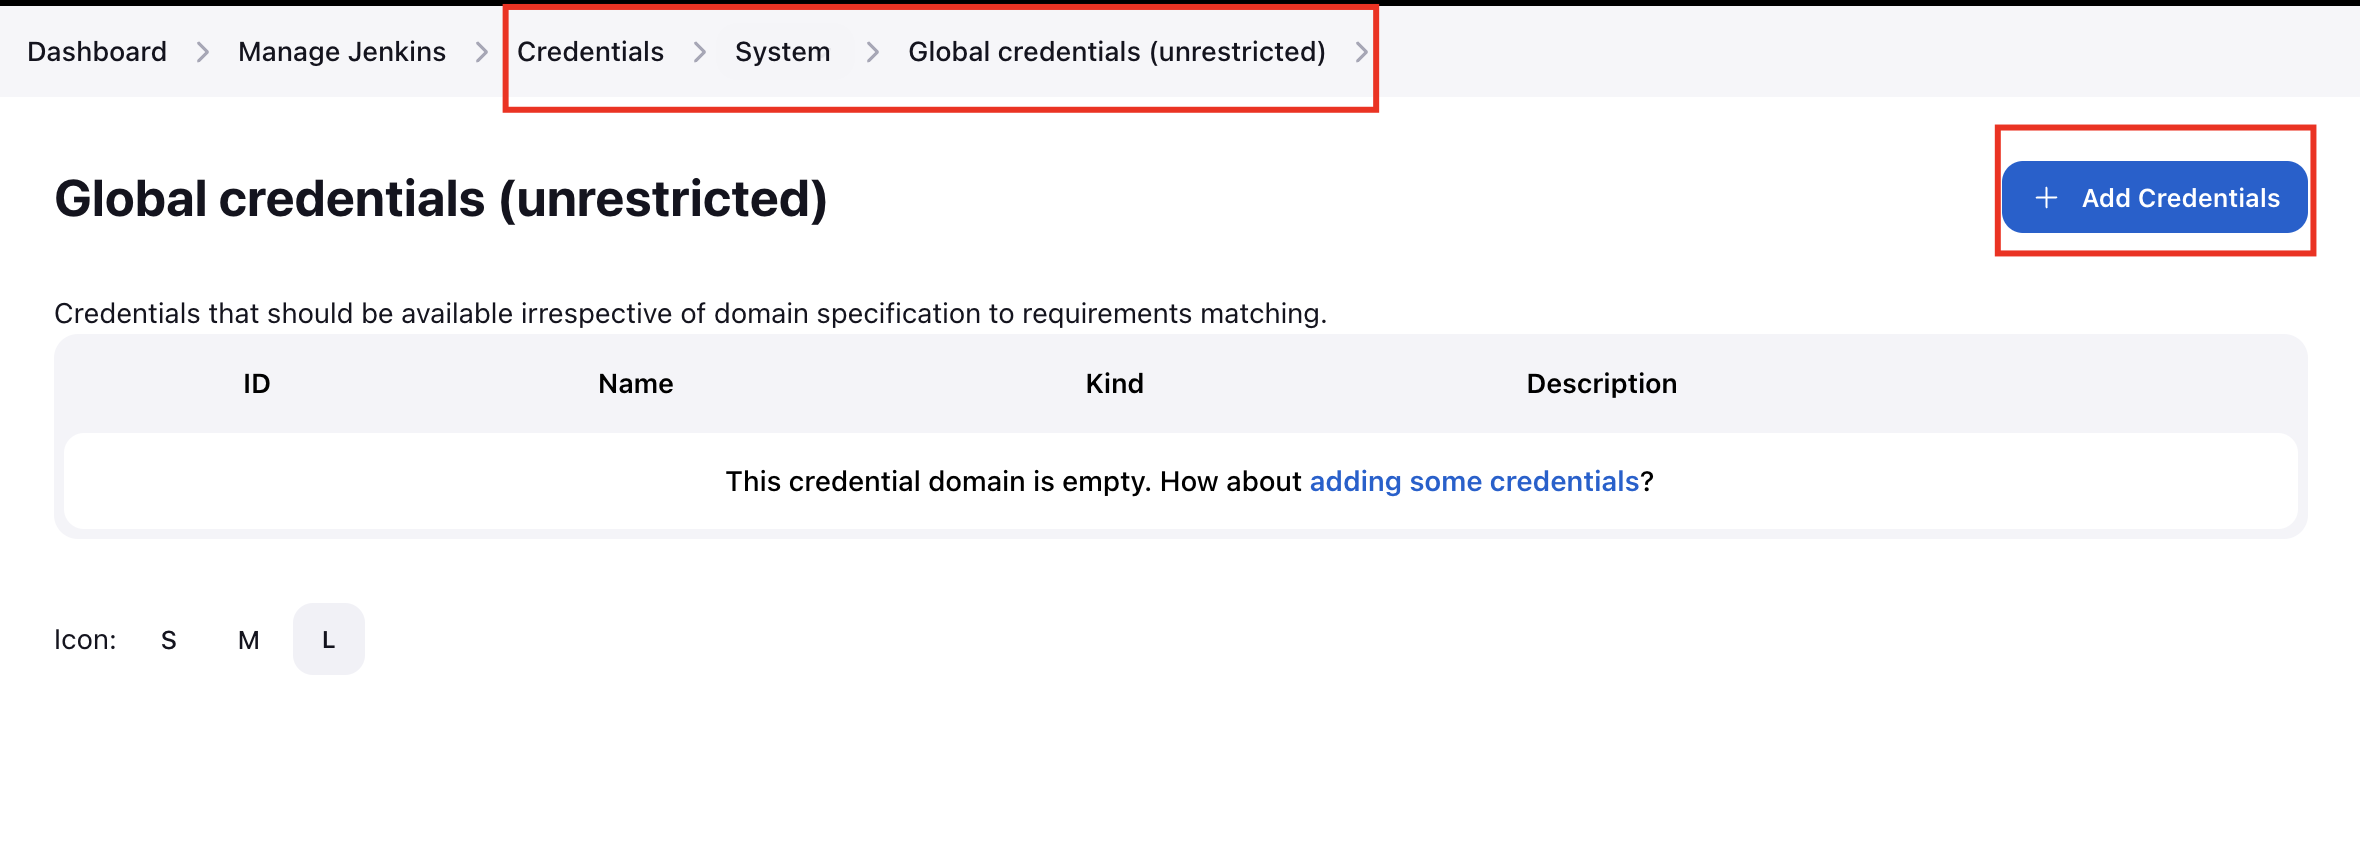 Dashboard > Manage Jenkins > Credentials > System > Global credentials (unrestricted) >
Global credentials (unrestricted)
+ Add Credentials
Credentials that should be available irrespective of domain specification to requirements matching.
ID Name Kind Description
This credential domain is empty. How about adding some credentials?
Icon: S M L